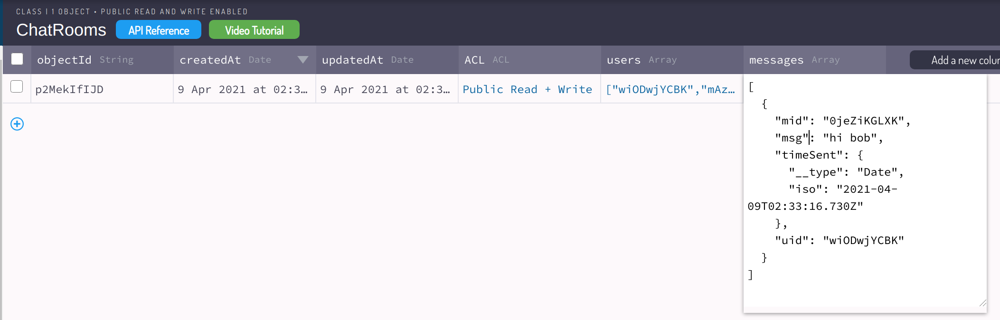 CLASS | 1 OBJECT • PUBLIC READ AND WRITE ENABLED
ChatRooms API Reference Video Tutorial
objectId String createdAt Date updatedAt Date ACL ACL users Array messages Array Add a new colu
p2MekIfIJD 9 Apr 2021 at 02:3… 9 Apr 2021 at 02:3… Public Read + Write ["wiODwjYCBK","mAz…
[
{
"mid": "0jeZiKGLXK",
"msg": "hi bob",
"timeSent": {
"__type": "Date",
"iso": "2021-04-
09T02:33:16.730Z"
},
"uid": "wiODwjYCBK"
}
]